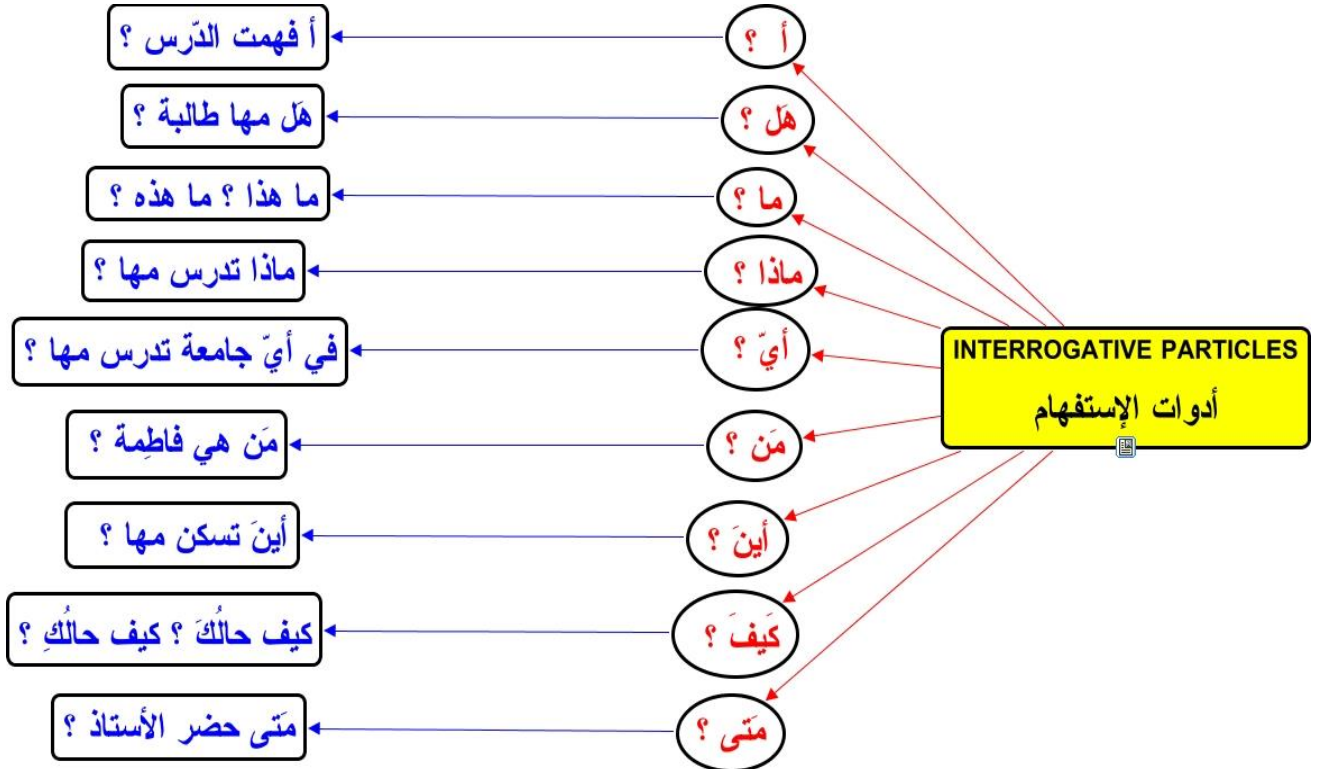 INTERROGATIVE PARTICLES
أدوات الإستفهام
أ ؟
أ فهمت الدّرس ؟
هَل ؟
هَل مها طالبة ؟
ما ؟
ما هذا ؟ ما هذه ؟
ماذا ؟
ماذا تدرس مها ؟
أيّ ؟
في أيّ جامعة تدرس مها ؟
مَن ؟
مَن هي فاطِمة ؟
أينَ ؟
أينَ تسكن مها ؟
كَيفَ ؟
كيف حالُكَ ؟ كيف حالُكِ ؟
مَتى ؟
مَتى حضر الأستاذ ؟